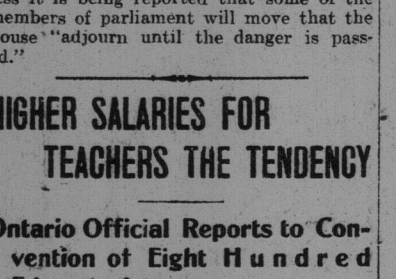 members of parliament will move that the
ouse "adjourn until the danger is pass-
d."
HIGHER SALARIES FOR
TEACHERS THE TENDENCY
Ontario Official Reports to Con-
vention of Eight Hundred